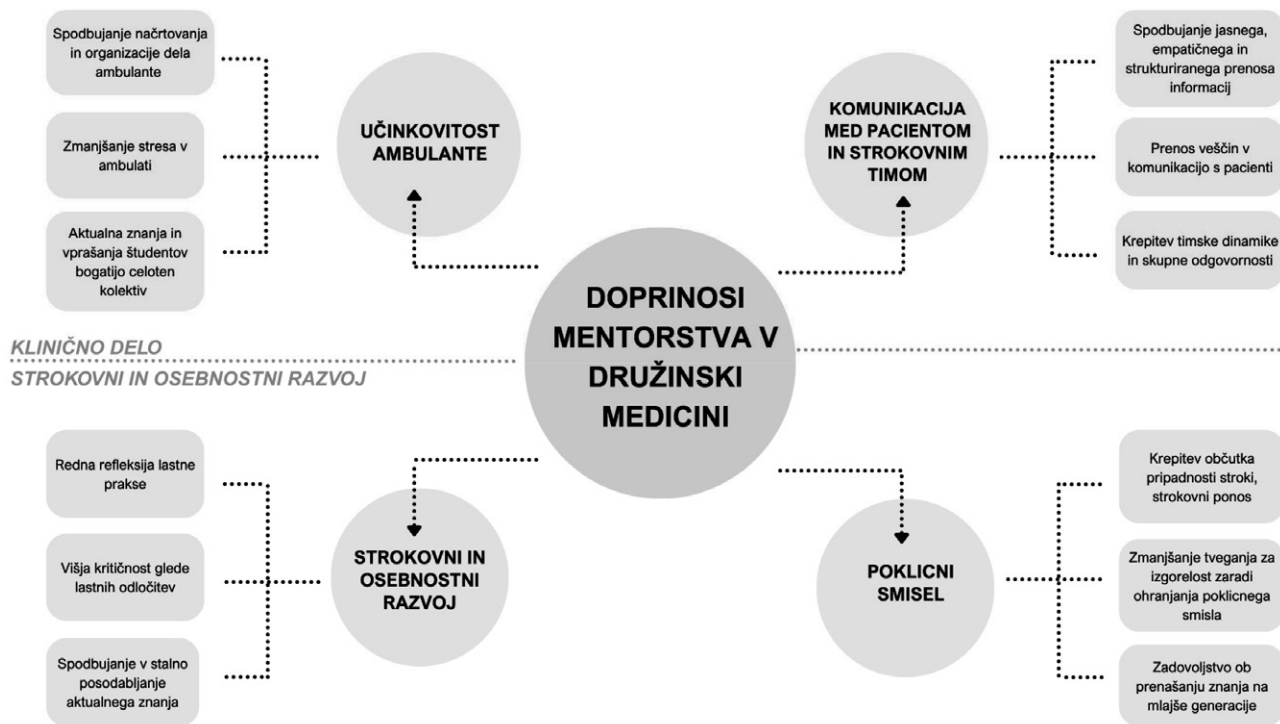 Spodbujanje načrtovanja
in organizacije dela
ambulante
Zmanjšanje stresa v
ambulati
Aktualna znanja in
vprašanja študentov
bogatijo celoten
kolektiv
UČINKOVITOST
AMBULANTE
KOMUNIKACIJA
MED PACIENTOM
IN STROKOVNIM
TIMOM
Spodbujanje jasnega,
empatičnega in
strukturiranega prenosa
informacij
Prenos veščin v
komunikacijo s pacienti
Krepitev timske dinamike
in skupne odgovornosti
DOPRINOSI
MENTORSTVA V
DRUŽINSKI
MEDICINI
KLINIČNO DELO
STROKOVNI IN OSEBNOSTNI RAZVOJ
Redna refleksija lastne
prakse
Višja kritičnost glede
lastnih odločitev
Spodbujanje v stalno
posodabljanje
aktualnega znanja
STROKOVNI IN
OSEBNOSTNI
RAZVOJ
POKLICNI
SMISEL
Krepitev občutka
pripadnosti stroki,
strokovni ponos
Zmanjšanje tveganja za
izgorelost zaradi
ohranjanja poklicnega
smisla
Zadovoljstvo ob
prenašanju znanja na
mlajše generacije